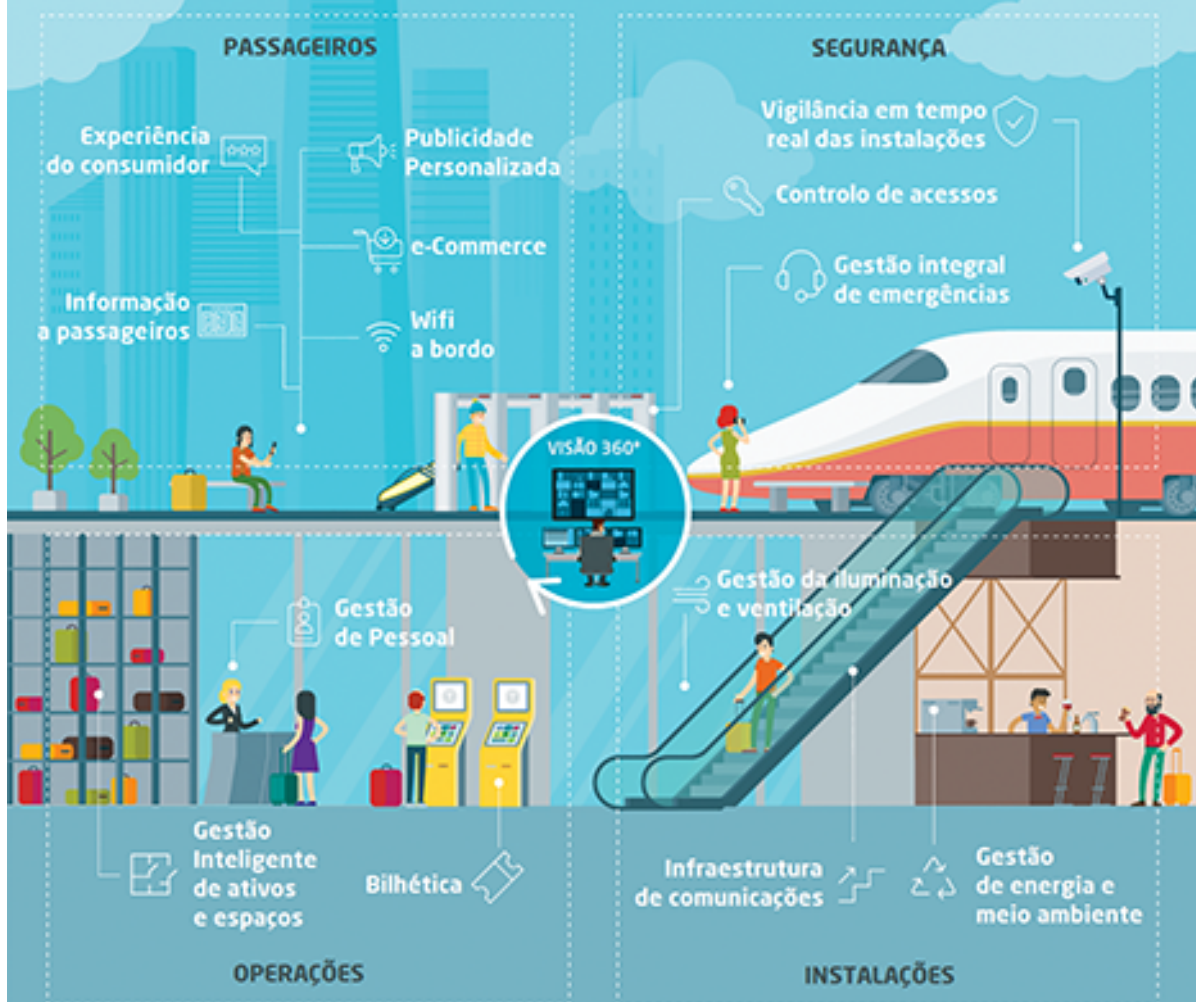 PASSAGEIROS
Experiência
do consumidor
Publicidade
Personalizada
e-Commerce
Informação
a passageiros
Wifi
a bordo
SEGURANÇA
Vigilância em tempo
real das instalações
Controlo de acessos
Gestão integral
de emergências
VISÃO 360°
Gestão
de Pessoal
Gestão
Inteligente
de ativos
e espaços
Bilhética
OPERAÇÕES
Gestão da iluminação
e ventilação
Infraestrutura
de comunicações
Gestão
de energia e
meio ambiente
INSTALAÇÕES